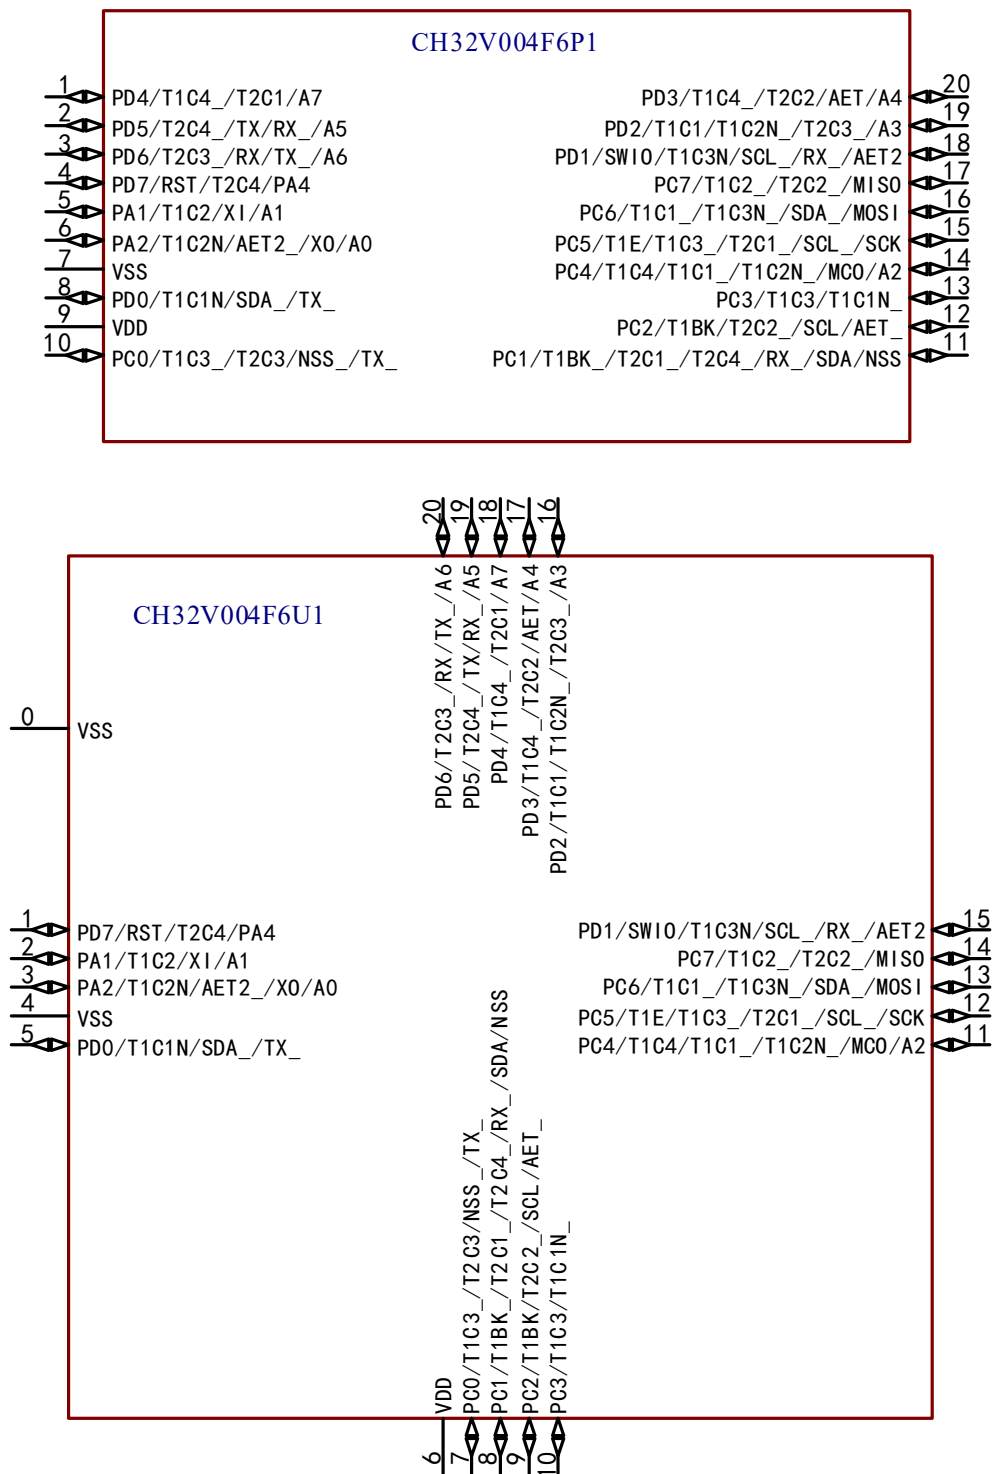 CH32V004F6P1
1 PD4/T1C4_/T2C1/A7
2 PD5/T2C4_/TX/RX_/A5
3 PD6/T2C3_/RX/TX_/A6
4 PD7/RST/T2C4/PA4
5 PA1/T1C2/XI/A1
6 PA2/T1C2N/AET2_/XO/A0
7 VSS
8 PD0/T1C1N/SDA_/TX_
9 VDD
10 PC0/T1C3_/T2C3/NSS_/TX_
PD3/T1C4_/T2C2/AET/A4 20
PD2/T1C1/T1C2N_/T2C3_/A3 19
PD1/SWIO/T1C3N/SCL_/RX_/AET2 18
PC7/T1C2_/T2C2_/MISO 17
PC6/T1C1_/T1C3N_/SDA_/MOSI 16
PC5/T1E/T1C3_/T2C1_/SCL_/SCK 15
PC4/T1C4/T1C1_/T1C2N_/MCO/A2 14
PC3/T1C3/T1C1N_ 13
PC2/T1BK/T2C2_/SCL/AET_ 12
PC1/T1BK_/T2C1_/T2C4_/RX_/SDA/NSS 11
CH32V004F6U1
20 PD6/T2C3_/RX/TX_/A6
19 PD5/T2C4_/TX/RX_/A5
18 PD4/T1C4_/T2C1/A7
17 PD3/T1C4_/T2C2/AET/A4
16 PD2/T1C1/T1C2N_/T2C3_/A3
0 VSS
1 PD7/RST/T2C4/PA4
2 PA1/T1C2/XI/A1
3 PA2/T1C2N/AET2_/XO/A0
4 VSS
5 PD0/T1C1N/SDA_/TX_
PD1/SWIO/T1C3N/SCL_/RX_/AET2 15
PC7/T1C2_/T2C2_/MISO 14
PC6/T1C1_/T1C3N_/SDA_/MOSI 13
PC5/T1E/T1C3_/T2C1_/SCL_/SCK 12
PC4/T1C4/T1C1_/T1C2N_/MCO/A2 11
6 VDD
7 PC0/T1C3_/T2C3/NSS_/TX_
8 PC1/T1BK_/T2C1_/T2C4_/RX_/SDA/NSS
9 PC2/T1BK/T2C2_/SCL/AET_
10 PC3/T1C3/T1C1N_